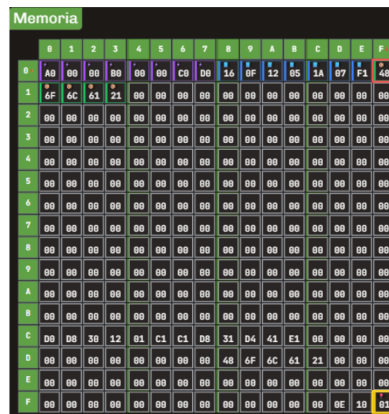 Memoria
0 1 2 3 4 5 6 7 8 9 A B C D E F
0 A0 00 00 B0 00 00 C0 D0 16 0F 12 05 1A 07 F1 48
1 6F 6C 61 21 00 00 00 00 00 00 00 00 00 00 00 00
2 00 00 00 00 00 00 00 00 00 00 00 00 00 00 00 00
3 00 00 00 00 00 00 00 00 00 00 00 00 00 00 00 00
4 00 00 00 00 00 00 00 00 00 00 00 00 00 00 00 00
5 00 00 00 00 00 00 00 00 00 00 00 00 00 00 00 00
6 00 00 00 00 00 00 00 00 00 00 00 00 00 00 00 00
7 00 00 00 00 00 00 00 00 00 00 00 00 00 00 00 00
8 00 00 00 00 00 00 00 00 00 00 00 00 00 00 00 00
9 00 00 00 00 00 00 00 00 00 00 00 00 00 00 00 00
A 00 00 00 00 00 00 00 00 00 00 00 00 00 00 00 00
B 00 00 00 00 00 00 00 00 00 00 00 00 00 00 00 00
C D0 D8 30 12 01 C1 C1 D8 31 D4 41 E1 00 00 00 00
D 00 00 00 00 00 00 00 00 48 6F 6C 61 21 00 00 00
E 00 00 00 00 00 00 00 00 00 00 00 00 00 00 00 00
F 00 00 00 00 00 00 00 00 00 00 00 00 00 0E 10 01